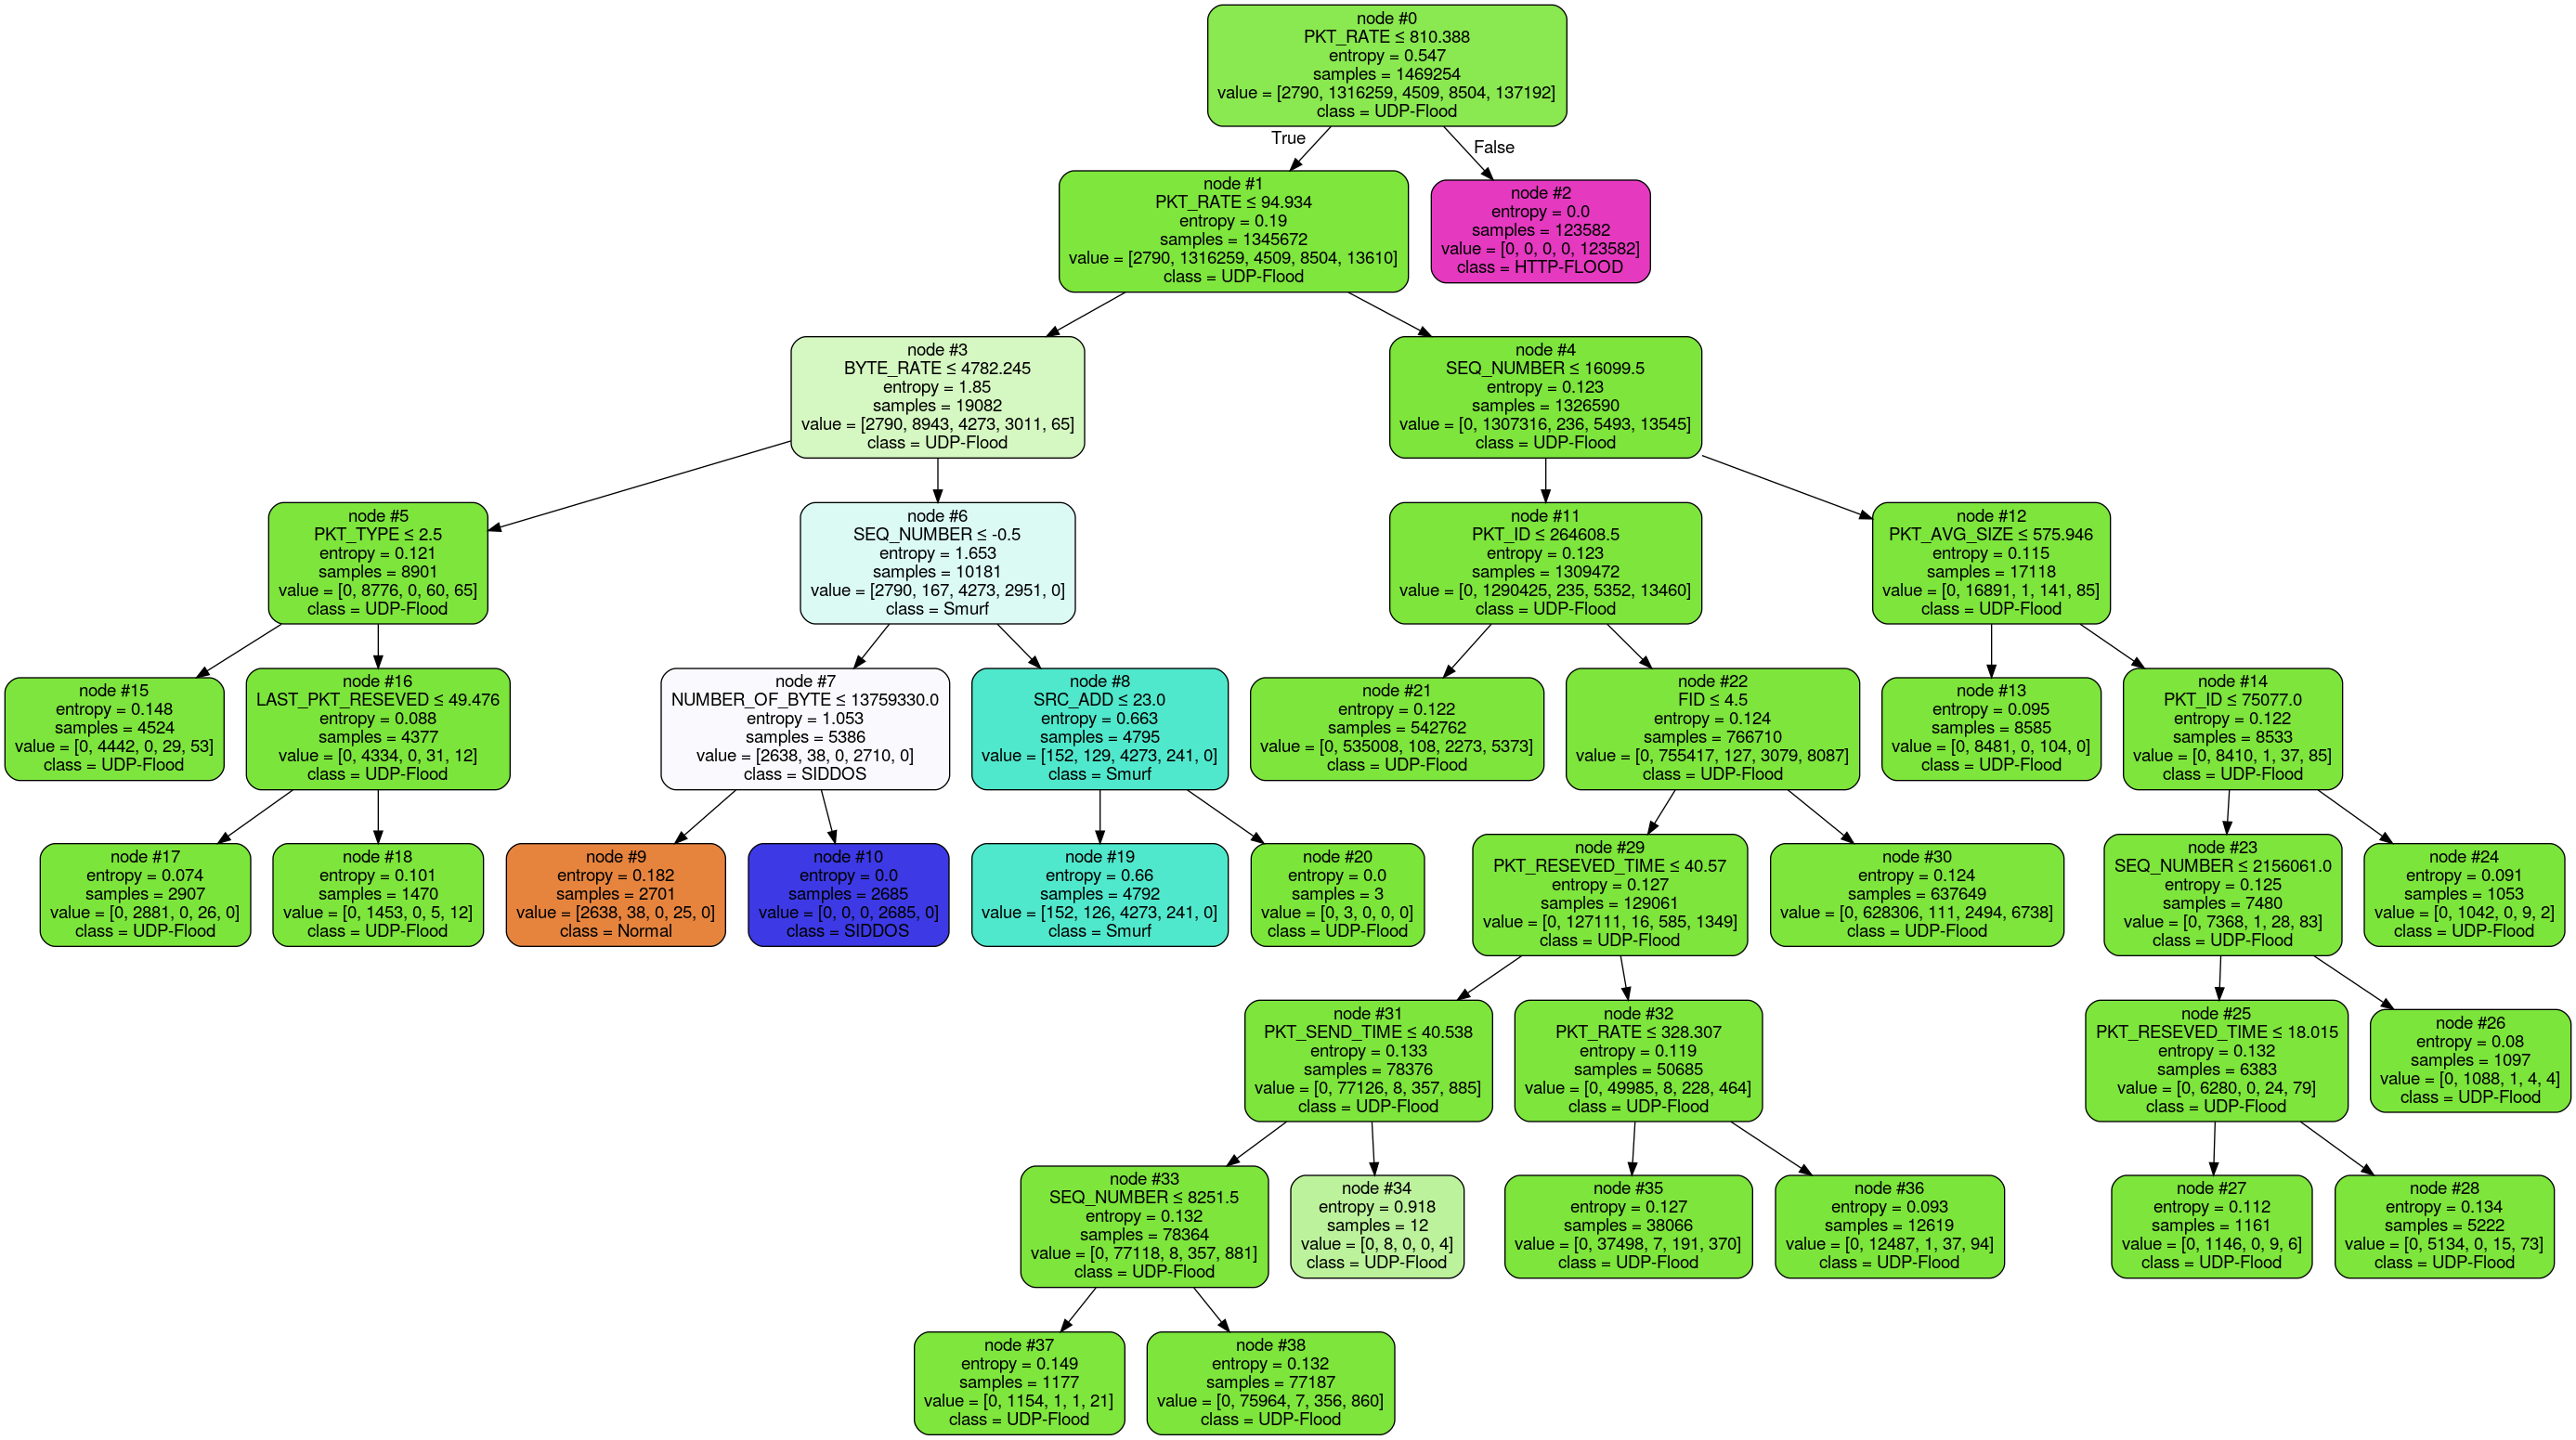 node #0
PKT_RATE ≤ 810.388
entropy = 0.547
samples = 1469254
value = [2790, 1316259, 4509, 8504, 137192]
class = UDP-Flood
True
False
node #1
PKT_RATE ≤ 94.934
entropy = 0.19
samples = 1345672
value = [2790, 1316259, 4509, 8504, 13610]
class = UDP-Flood
node #2
entropy = 0.0
samples = 123582
value = [0, 0, 0, 0, 123582]
class = HTTP-FLOOD
node #3
BYTE_RATE ≤ 4782.245
entropy = 1.85
samples = 19082
value = [2790, 8943, 4273, 3011, 65]
class = UDP-Flood
node #4
SEQ_NUMBER ≤ 16099.5
entropy = 0.123
samples = 1326590
value = [0, 1307316, 236, 5493, 13545]
class = UDP-Flood
node #5
PKT_TYPE ≤ 2.5
entropy = 0.121
samples = 8901
value = [0, 8776, 0, 60, 65]
class = UDP-Flood
node #6
SEQ_NUMBER ≤ -0.5
entropy = 1.653
samples = 10181
value = [2790, 167, 4273, 2951, 0]
class = Smurf
node #11
PKT_ID ≤ 264608.5
entropy = 0.123
samples = 1309472
value = [0, 1290425, 235, 5352, 13460]
class = UDP-Flood
node #12
PKT_AVG_SIZE ≤ 575.946
entropy = 0.115
samples = 17118
value = [0, 16891, 1, 141, 85]
class = UDP-Flood
node #15
entropy = 0.148
samples = 4524
value = [0, 4442, 0, 29, 53]
class = UDP-Flood
node #16
LAST_PKT_RESEVED ≤ 49.476
entropy = 0.088
samples = 4377
value = [0, 4334, 0, 31, 12]
class = UDP-Flood
node #7
NUMBER_OF_BYTE ≤ 13759330.0
entropy = 1.053
samples = 5386
value = [2638, 38, 0, 2710, 0]
class = SIDDOS
node #8
SRC_ADD ≤ 23.0
entropy = 0.663
samples = 4795
value = [152, 129, 4273, 241, 0]
class = Smurf
node #21
entropy = 0.122
samples = 542762
value = [0, 535008, 108, 2273, 5373]
class = UDP-Flood
node #22
FID ≤ 4.5
entropy = 0.124
samples = 766710
value = [0, 755417, 127, 3079, 8087]
class = UDP-Flood
node #13
entropy = 0.095
samples = 8585
value = [0, 8481, 0, 104, 0]
class = UDP-Flood
node #14
PKT_ID ≤ 75077.0
entropy = 0.122
samples = 8533
value = [0, 8410, 1, 37, 85]
class = UDP-Flood
node #17
entropy = 0.074
samples = 2907
value = [0, 2881, 0, 26, 0]
class = UDP-Flood
node #18
entropy = 0.101
samples = 1470
value = [0, 1453, 0, 5, 12]
class = UDP-Flood
node #9
entropy = 0.182
samples = 2701
value = [2638, 38, 0, 25, 0]
class = Normal
node #10
entropy = 0.0
samples = 2685
value = [0, 0, 0, 2685, 0]
class = SIDDOS
node #19
entropy = 0.66
samples = 4792
value = [152, 126, 4273, 241, 0]
class = Smurf
node #20
entropy = 0.0
samples = 3
value = [0, 3, 0, 0, 0]
class = UDP-Flood
node #29
PKT_RESEVED_TIME ≤ 40.57
entropy = 0.127
samples = 129061
value = [0, 127111, 16, 585, 1349]
class = UDP-Flood
node #30
entropy = 0.124
samples = 637649
value = [0, 628306, 111, 2494, 6738]
class = UDP-Flood
node #23
SEQ_NUMBER ≤ 2156061.0
entropy = 0.125
samples = 7480
value = [0, 7368, 1, 28, 83]
class = UDP-Flood
node #24
entropy = 0.091
samples = 1053
value = [0, 1042, 0, 9, 2]
class = UDP-Flood
node #31
PKT_SEND_TIME ≤ 40.538
entropy = 0.133
samples = 78376
value = [0, 77126, 8, 357, 885]
class = UDP-Flood
node #32
PKT_RATE ≤ 328.307
entropy = 0.119
samples = 50685
value = [0, 49985, 8, 228, 464]
class = UDP-Flood
node #25
PKT_RESEVED_TIME ≤ 18.015
entropy = 0.132
samples = 6383
value = [0, 6280, 0, 24, 79]
class = UDP-Flood
node #26
entropy = 0.08
samples = 1097
value = [0, 1088, 1, 4, 4]
class = UDP-Flood
node #33
SEQ_NUMBER ≤ 8251.5
entropy = 0.132
samples = 78364
value = [0, 77118, 8, 357, 881]
class = UDP-Flood
node #34
entropy = 0.918
samples = 12
value = [0, 8, 0, 0, 4]
class = UDP-Flood
node #35
entropy = 0.127
samples = 38066
value = [0, 37498, 7, 191, 370]
class = UDP-Flood
node #36
entropy = 0.093
samples = 12619
value = [0, 12487, 1, 37, 94]
class = UDP-Flood
node #27
entropy = 0.112
samples = 1161
value = [0, 1146, 0, 9, 6]
class = UDP-Flood
node #28
entropy = 0.134
samples = 5222
value = [0, 5134, 0, 15, 73]
class = UDP-Flood
node #37
entropy = 0.149
samples = 1177
value = [0, 1154, 1, 1, 21]
class = UDP-Flood
node #38
entropy = 0.132
samples = 77187
value = [0, 75964, 7, 356, 860]
class = UDP-Flood